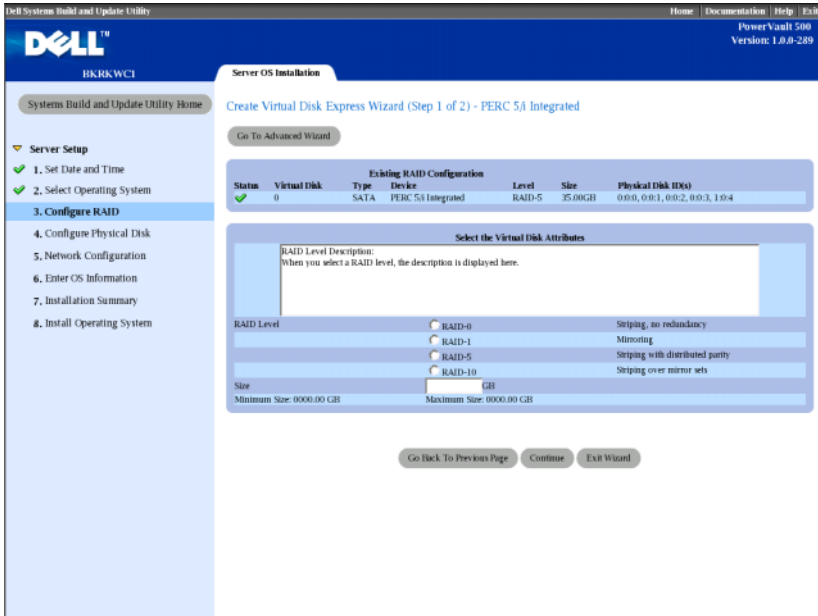 Dell Systems Build and Update Utility
Home Documentation Help Exit
DELL™
PowerVault 500
Version: 1.0.0-289
BKRKWC1
Server OS Installation
Systems Build and Update Utility Home
Server Setup
1. Set Date and Time
2. Select Operating System
3. Configure RAID
4. Configure Physical Disk
5. Network Configuration
6. Enter OS Information
7. Installation Summary
8. Install Operating System
Create Virtual Disk Express Wizard (Step 1 of 2) - PERC 5/i Integrated
Go To Advanced Wizard
Existing RAID Configuration
Status Virtual Disk Type Device Level Size Physical Disk ID(s)
0 SATA PERC 5/i Integrated RAID-5 35.00GB 0:0:0, 0:0:1, 0:0:2, 0:0:3, 1:0:4
Select the Virtual Disk Attributes
RAID Level Description:
When you select a RAID level, the description is displayed here.
RAID Level RAID-0 Striping, no redundancy
RAID-1 Mirroring
RAID-5 Striping with distributed parity
RAID-10 Striping over mirror sets
Size GB
Minimum Size: 0000.00 GB Maximum Size: 0000.00 GB
Go Back To Previous Page Continue Exit Wizard